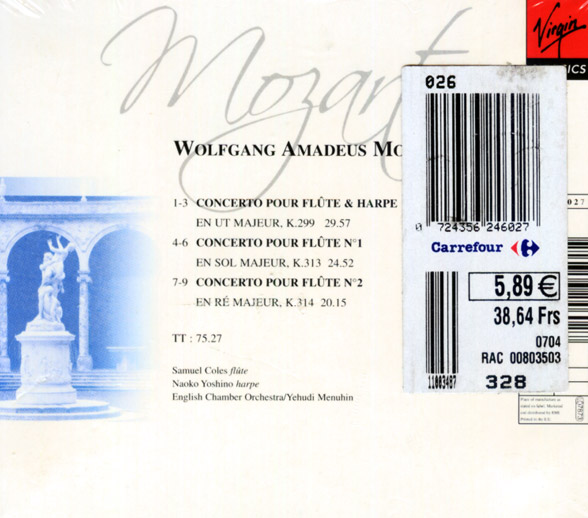 Mozart
Virgin
SICS
WOLFGANG AMADEUS MO
1-3 CONCERTO POUR FLÛTE & HARPE
EN UT MAJEUR, K.299 29.57
4-6 CONCERTO POUR FLÛTE N°1
EN SOL MAJEUR, K.313 24.52
7-9 CONCERTO POUR FLÛTE N°2
EN RÉ MAJEUR, K.314 20.15
TT : 75.27
Samuel Coles flûte
Naoko Yoshino harpe
English Chamber Orchestra/Yehudi Menuhin
026
0 724356 246027
Carrefour
5,89 €
38,64 Frs
0704
RAC 00803503
11003487
328
027